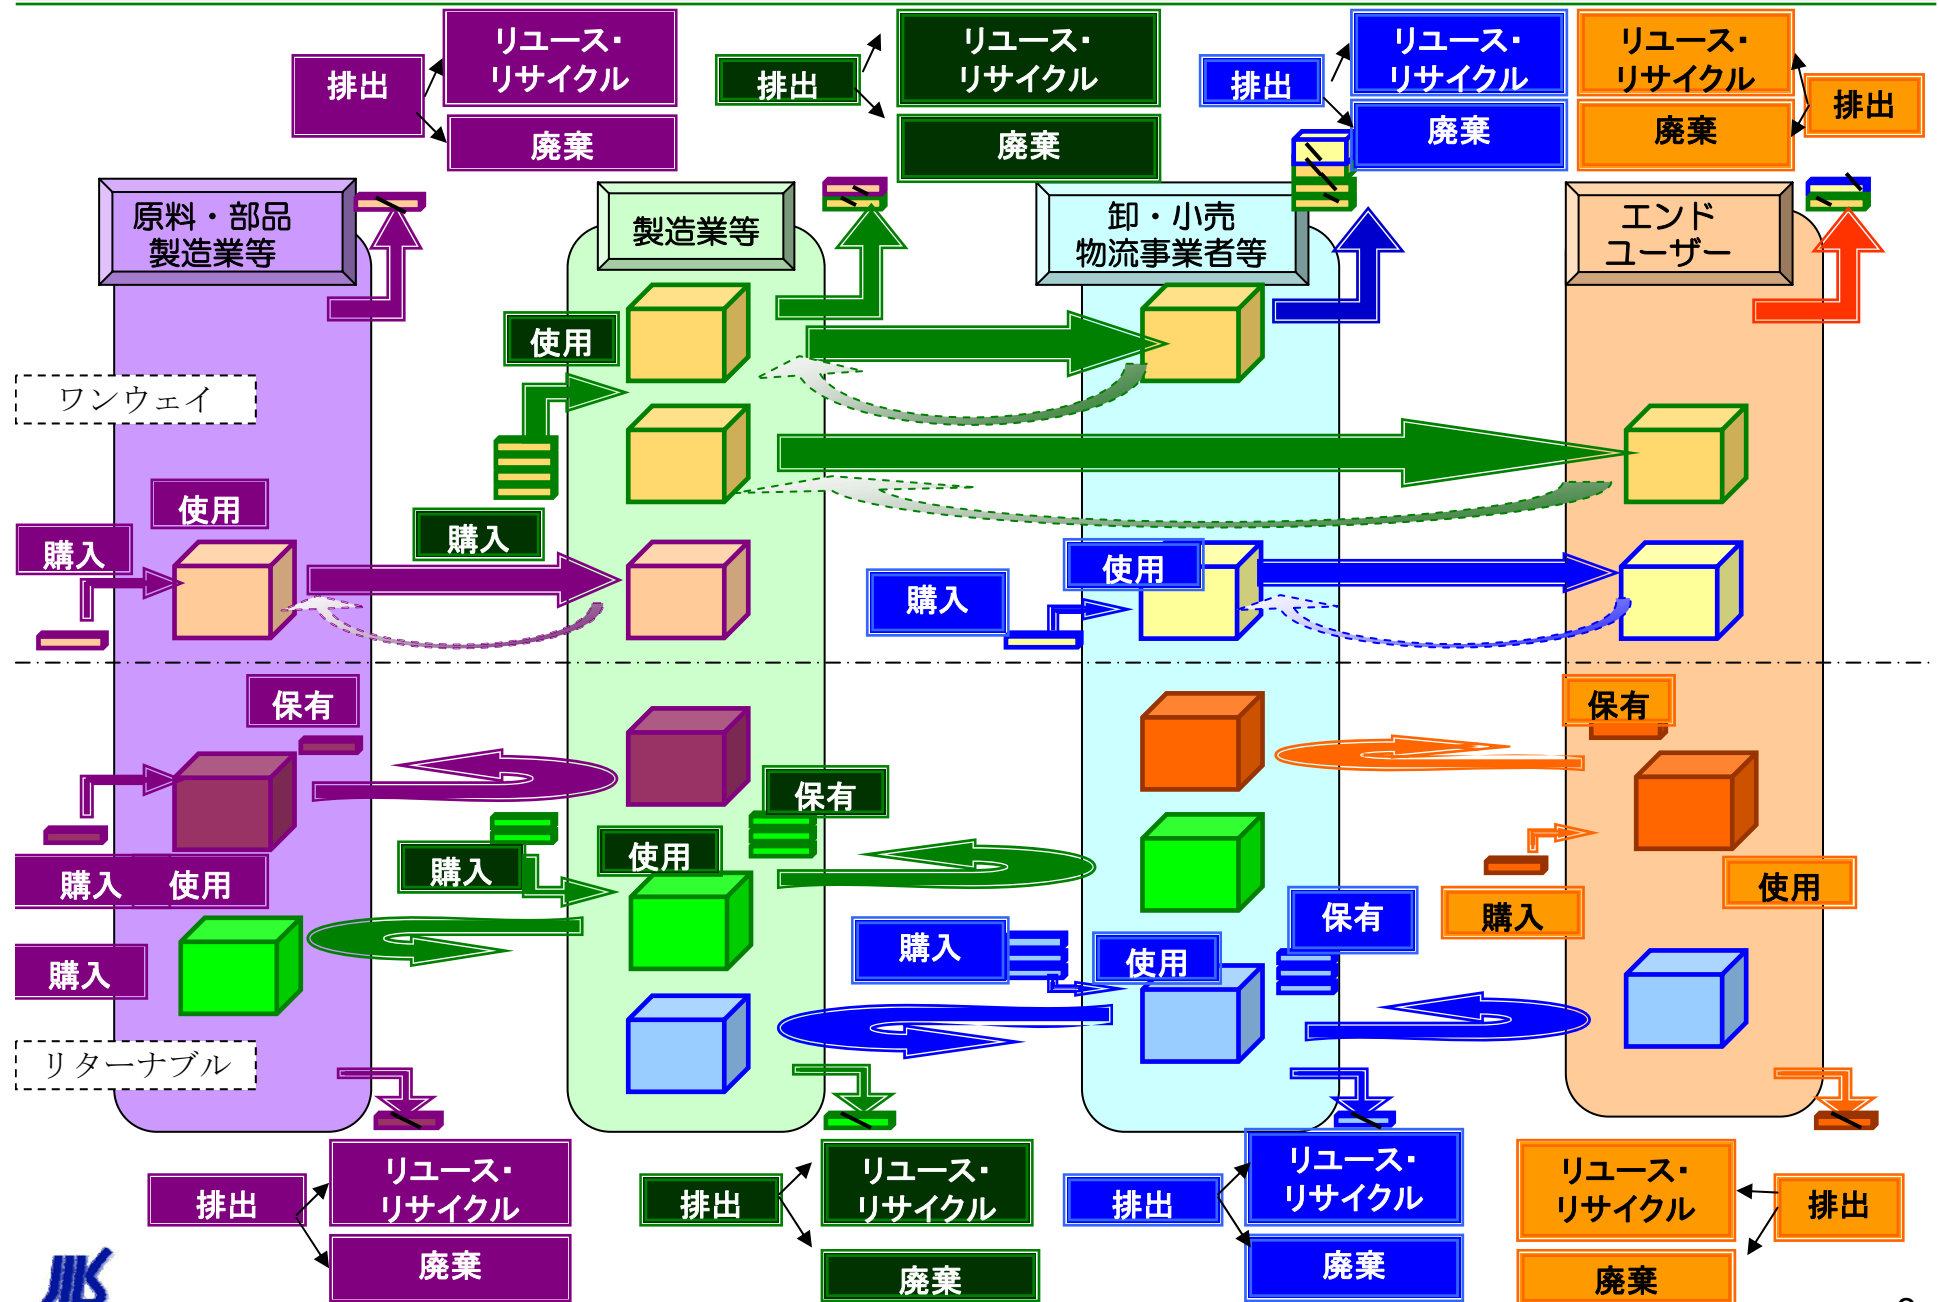 リユース・
リサイクル
排出
廃棄
リユース・
リサイクル
排出
廃棄
リユース・
リサイクル
排出
廃棄
リユース・
リサイクル
排出
廃棄
原料・部品
製造業等
製造業等
卸・小売
物流事業者等
エンド
ユーザー
使用
ワンウェイ
使用
購入
購入
使用
購入
保有
保有
保有
購入
使用
購入
使用
保有
購入
使用
購入
使用
購入
リターナブル
リユース・
リサイクル
排出
廃棄
リユース・
リサイクル
排出
廃棄
リユース・
リサイクル
排出
廃棄
リユース・
リサイクル
排出
廃棄